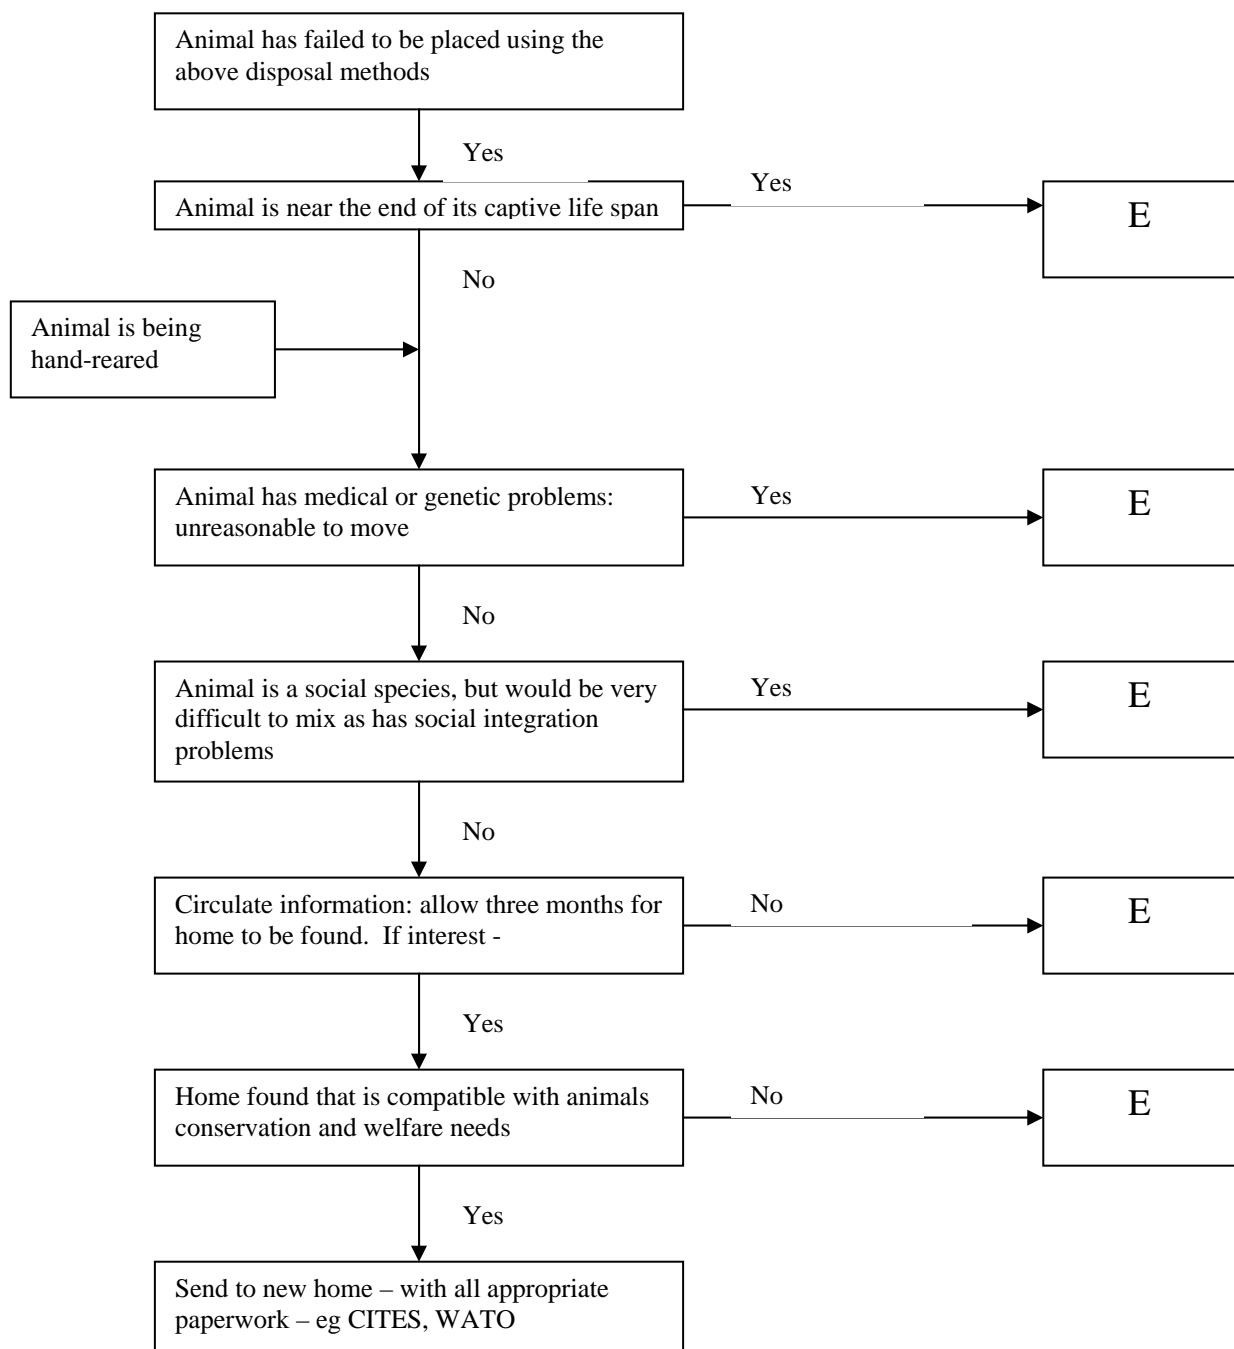 Animal has failed to be placed using the
above disposal methods
Yes
Animal is near the end of its captive life span
Yes
E
No
Animal is being
hand-reared
Animal has medical or genetic problems:
unreasonable to move
Yes
E
No
Animal is a social species, but would be very
difficult to mix as has social integration
problems
Yes
E
No
Circulate information: allow three months for
home to be found.  If interest -
No
E
Yes
Home found that is compatible with animals
conservation and welfare needs
No
E
Yes
Send to new home – with all appropriate
paperwork – eg CITES, WATO